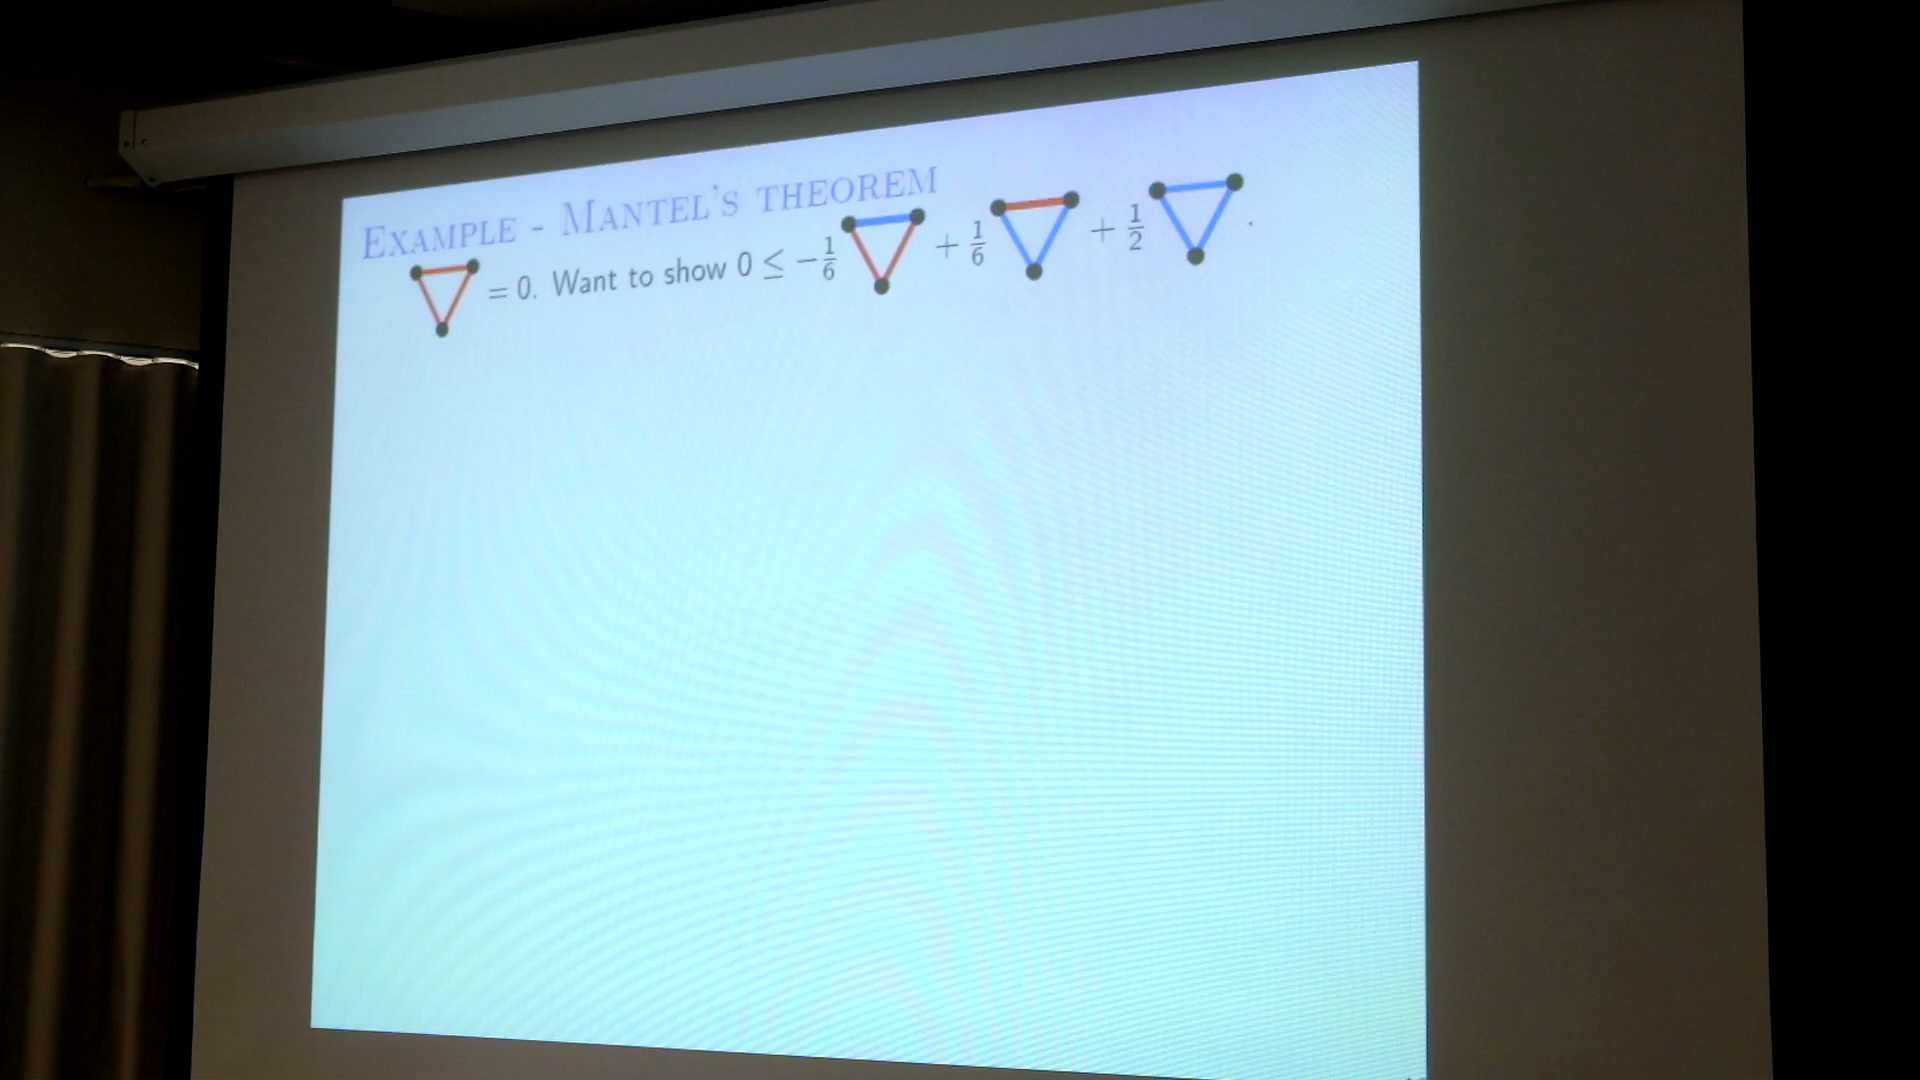 EXAMPLE - MANTEL'S THEOREM
= 0. Want to show 0 ≤ -1/6 + 1/6 + 1/2 .